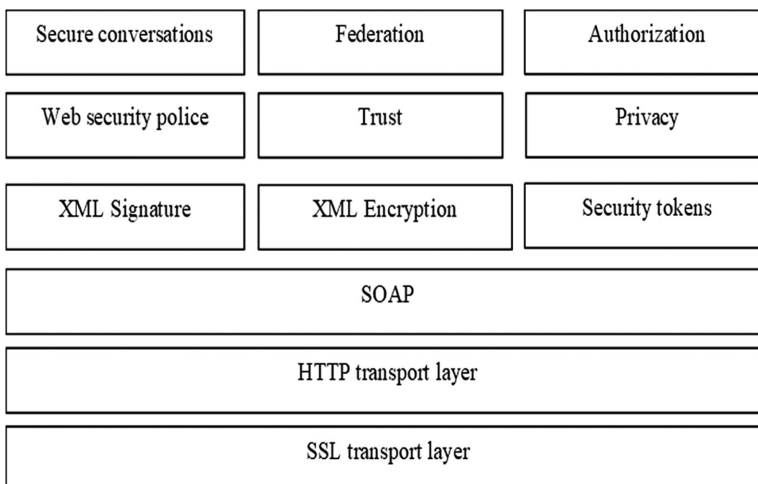 Secure conversations
Federation
Authorization
Web security police
Trust
Privacy
XML Signature
XML Encryption
Security tokens
SOAP
HTTP transport layer
SSL transport layer